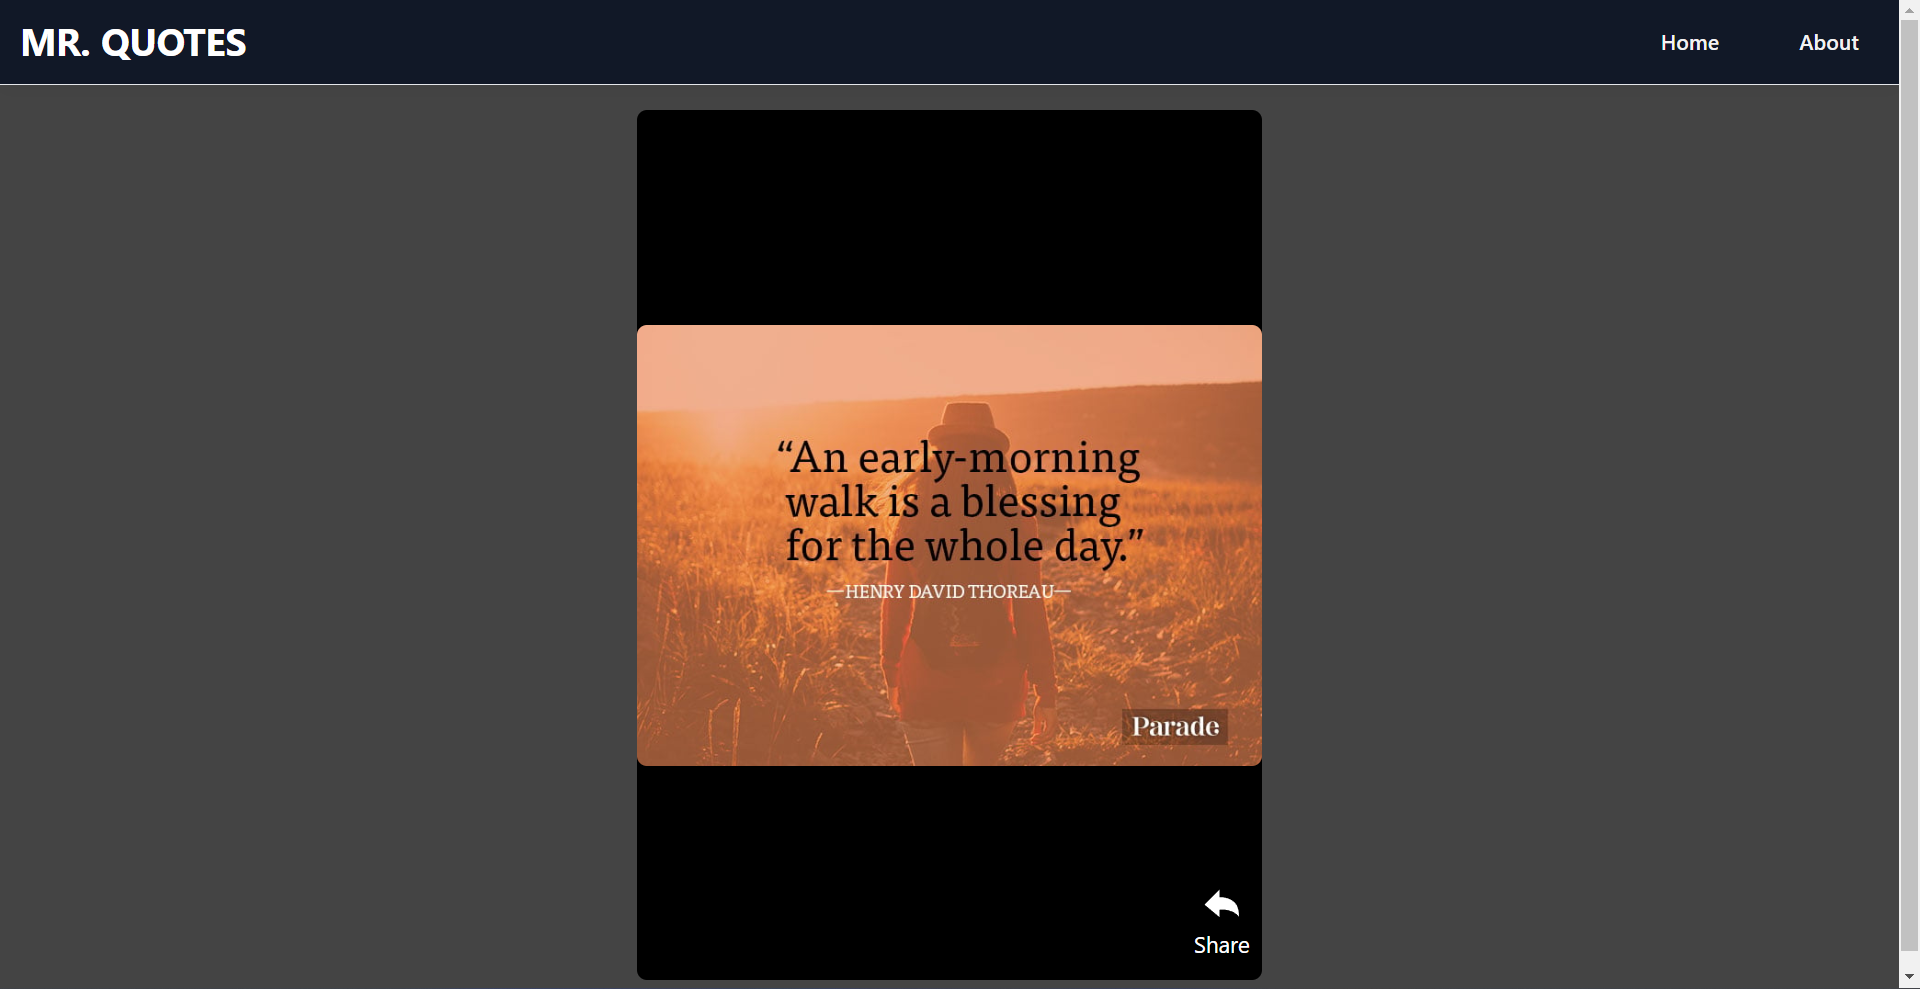 MR. QUOTES
Home
About
“An early-morning
walk is a blessing
for the whole day.”
—HENRY DAVID THOREAU—
Parade
Share